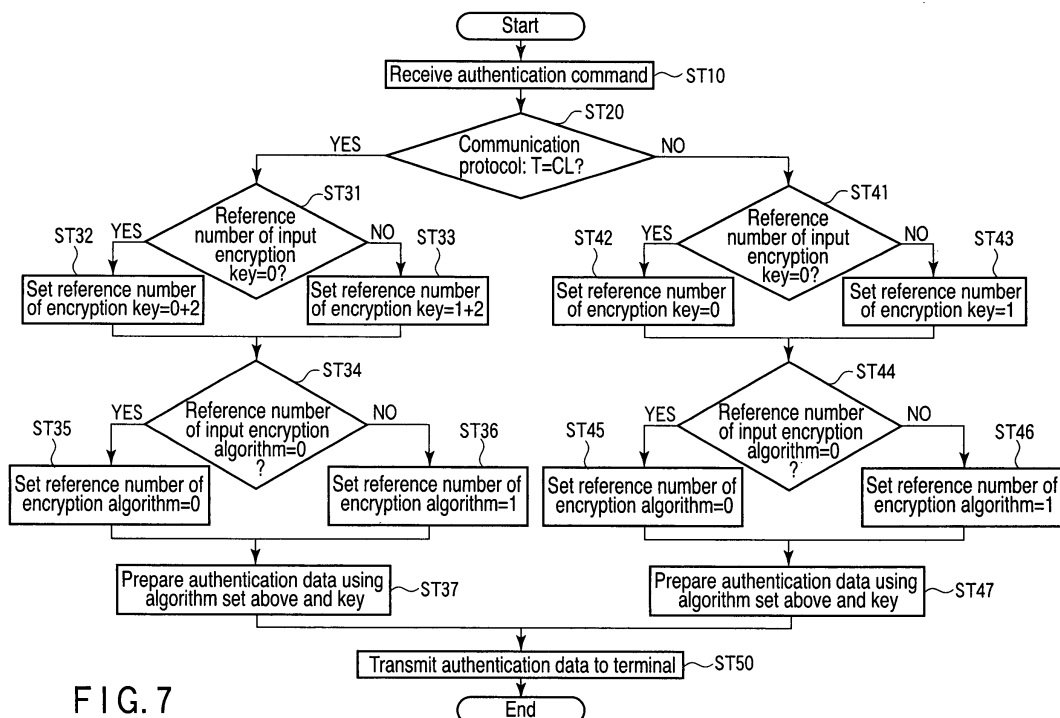 Start
Receive authentication command
ST10
ST20
YES
Communication
protocol: T=CL?
NO
ST31
ST41
YES
Reference
number of input
encryption
key=0?
NO
YES
Reference
number of input
encryption
key=0?
NO
ST32
ST33
ST42
ST43
Set reference number
of encryption key=0+2
Set reference number
of encryption key=1+2
Set reference number
of encryption key=0
Set reference number
of encryption key=1
ST34
ST44
YES
Reference number
of input encryption
algorithm=0
?
NO
YES
Reference number
of input encryption
algorithm=0
?
NO
ST35
ST36
ST45
ST46
Set reference number of
encryption algorithm=0
Set reference number of
encryption algorithm=1
Set reference number of
encryption algorithm=0
Set reference number of
encryption algorithm=1
Prepare authentication data using
algorithm set above and key
ST37
Prepare authentication data using
algorithm set above and key
ST47
Transmit authentication data to terminal
ST50
End
FIG. 7